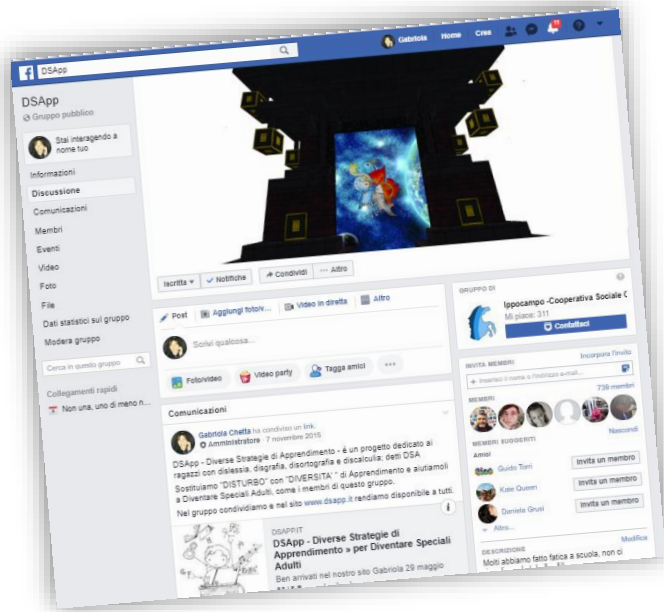 DSApp
Gabriola Home Crea
DSApp
Gruppo pubblico
Stai interagendo a
nome tuo
Informazioni
Discussione
Comunicazioni
Membri
Eventi
Video
Foto
File
Dati statistici sul gruppo
Modera gruppo
Cerca in questo gruppo
Collegamenti rapidi
Non una, uno di meno n...
Iscritta
Notifiche
Condividi
Altro
Post
Aggiungi foto/v...
Video in diretta
Altro
Scrivi qualcosa...
Foto/video
Video party
Tagga amici
Comunicazioni
Gabriola Chetta ha condiviso un link.
Amministratore · 7 novembre 2015
DSApp - Diverse Strategie di Apprendimento - è un progetto dedicato ai
ragazzi con dislessia, disgrafia, disortografia e discalculia; detti DSA
Sostituiamo "DISTURBO" con "DIVERSITA'" di Apprendimento e aiutiamoli
a Diventare Speciali Adulti, come i membri di questo gruppo.
Nel gruppo condividiamo e nel sito www.dsapp.it rendiamo disponibile a tutti.
DSAPP.IT
DSApp - Diverse Strategie di
Apprendimento » per Diventare Speciali
Adulti
Ben arrivati nel nostro sito Gabriola 29 maggio
GRUPPO DI
Ippocampo -Cooperativa Sociale
Mi piace: 311
Contattaci
INVITA MEMBRI
Incorpora l'invito
Inserisci il nome o l'indirizzo e-mail...
MEMBRI
739 membri
MEMBRI SUGGERITI
Nascondi
Amici
Guido Torri
Invita un membro
Kate Queen
Invita un membro
Daniela Grusi
Invita un membro
Altro...
DESCRIZIONE
Modifica
Molti abbiamo fatto fatica a scuola, non ci